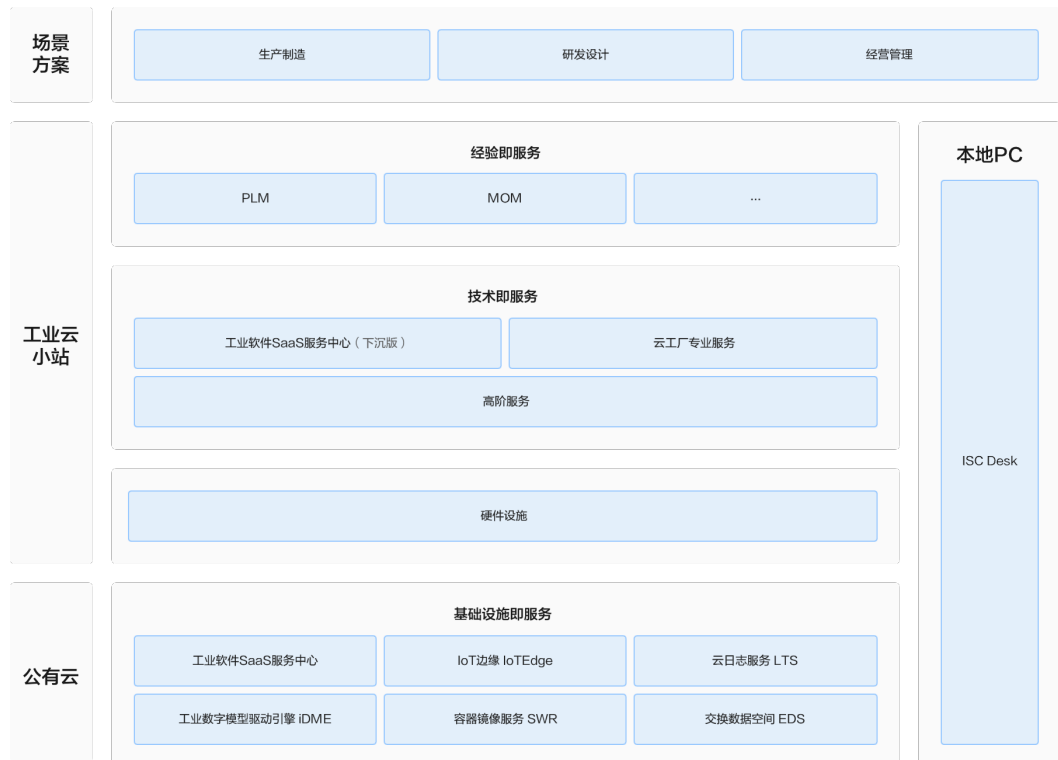 场景
方案
生产制造
研发设计
经营管理
工业云
小站
经验即服务
PLM
MOM
...
技术即服务
工业软件SaaS服务中心（下沉版）
云工厂专业服务
高阶服务
硬件设施
本地PC
ISC Desk
公有云
基础设施即服务
工业软件SaaS服务中心
IoT边缘 IoTEdge
云日志服务 LTS
工业数字模型驱动引擎 iDME
容器镜像服务 SWR
交换数据空间 EDS